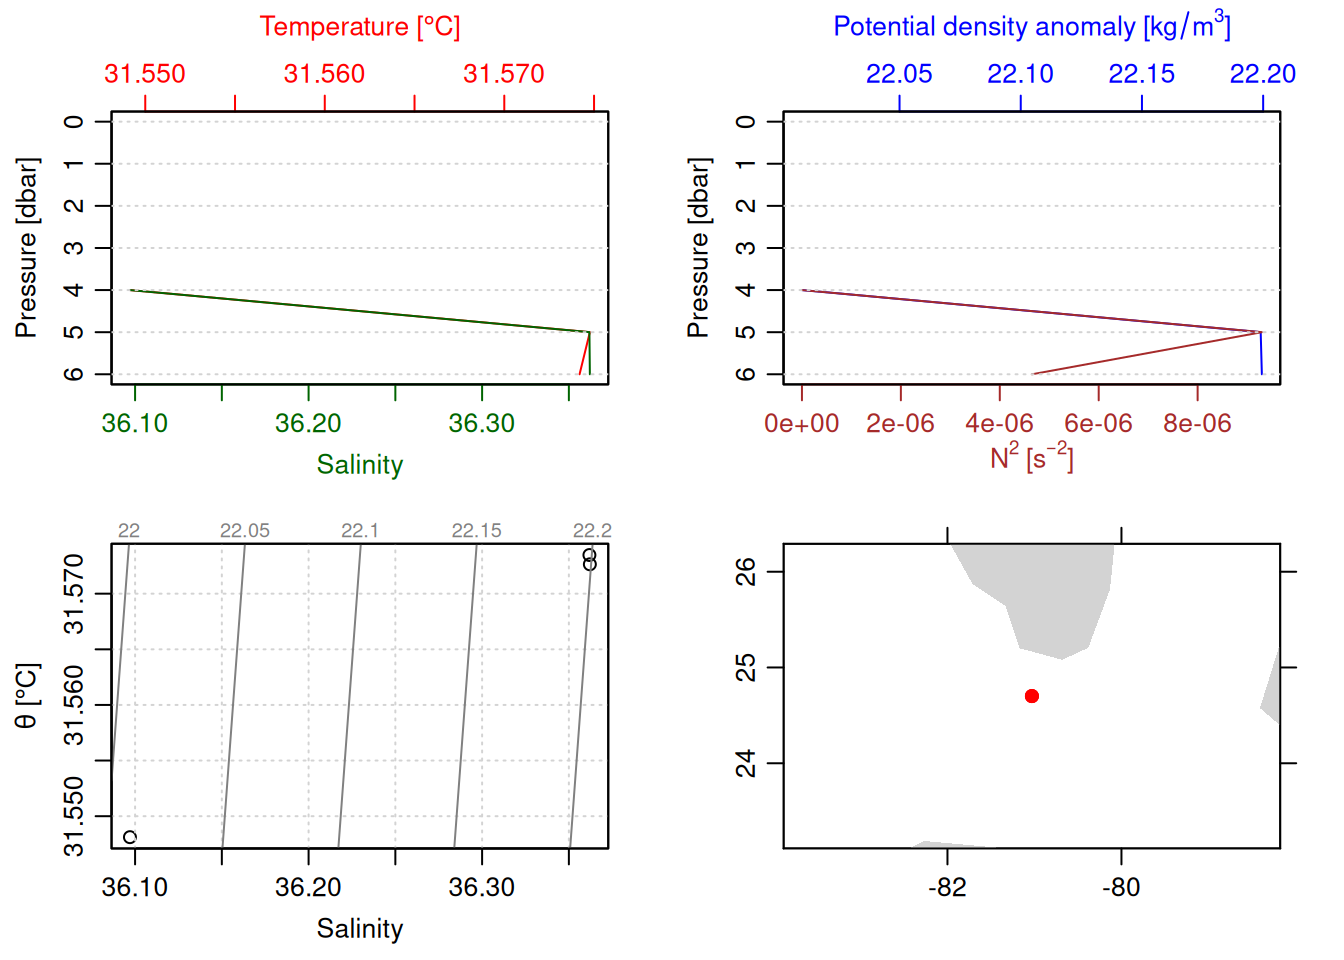 Temperature [°C]
31.550 31.560 31.570
Pressure [dbar]
0
1
2
3
4
5
6
36.10 36.20 36.30
Salinity
Potential density anomaly [kg/m³]
22.05 22.10 22.15 22.20
Pressure [dbar]
0
1
2
3
4
5
6
0e+00 2e-06 4e-06 6e-06 8e-06
N² [s⁻²]
22 22.05 22.1 22.15 22.2
θ [°C]
31.570
31.560
31.550
36.10 36.20 36.30
Salinity
26
25
24
-82 -80